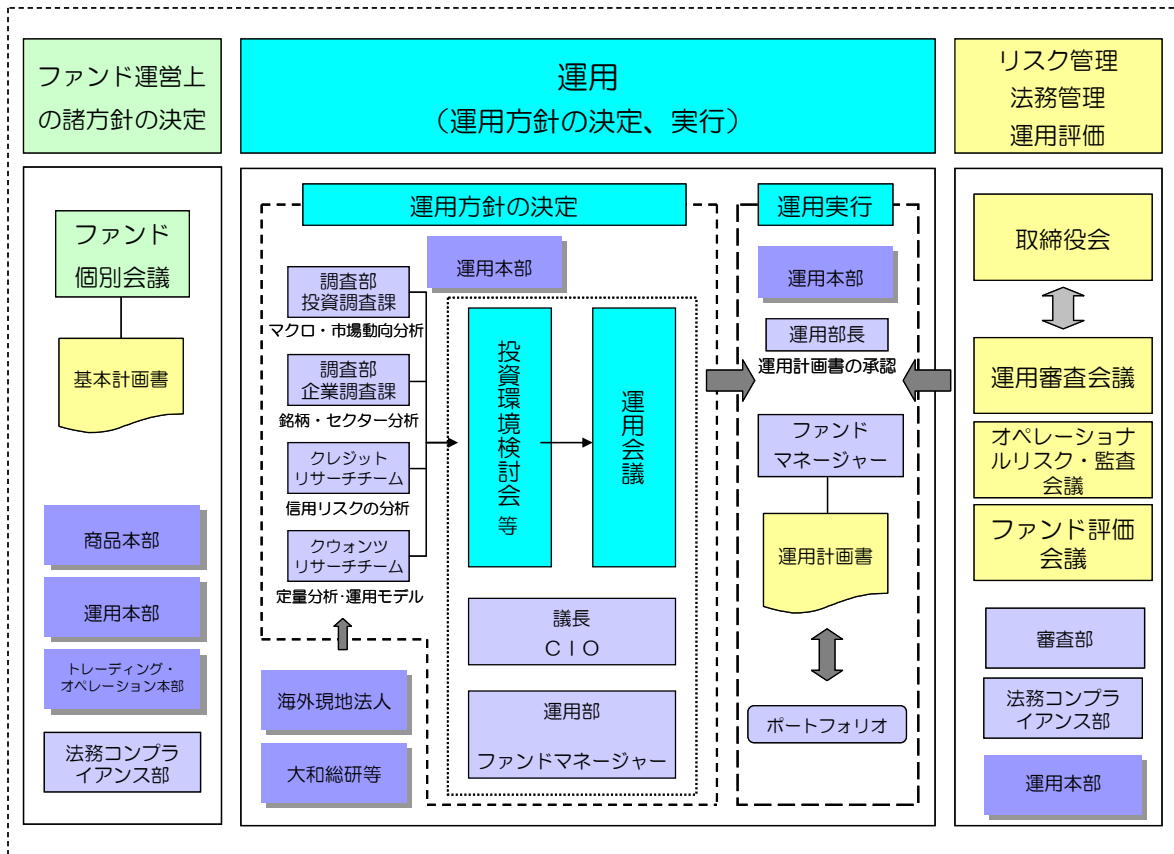 ファンド運営上
の諸方針の決定
運用
（運用方針の決定、実行）
リスク管理
法務管理
運用評価
ファンド
個別会議
基本計画書
商品本部
運用本部
トレーディング・
オペレーション本部
法務コンプラ
イアンス部
運用方針の決定
運用本部
調査部
投資調査課
マクロ・市場動向分析
調査部
企業調査課
銘柄・セクター分析
クレジット
リサーチチーム
信用リスクの分析
クウォンツ
リサーチチーム
定量分析・運用モデル
海外現地法人
大和総研等
投資環境検討会 等
運用会議
議長
ＣＩＯ
運用部
ファンドマネージャー
運用実行
運用本部
運用部長
運用計画書の承認
ファンド
マネージャー
運用計画書
ポートフォリオ
取締役会
運用審査会議
オペレーショナ
ルリスク・監査
会議
ファンド評価
会議
審査部
法務コンプラ
イアンス部
運用本部